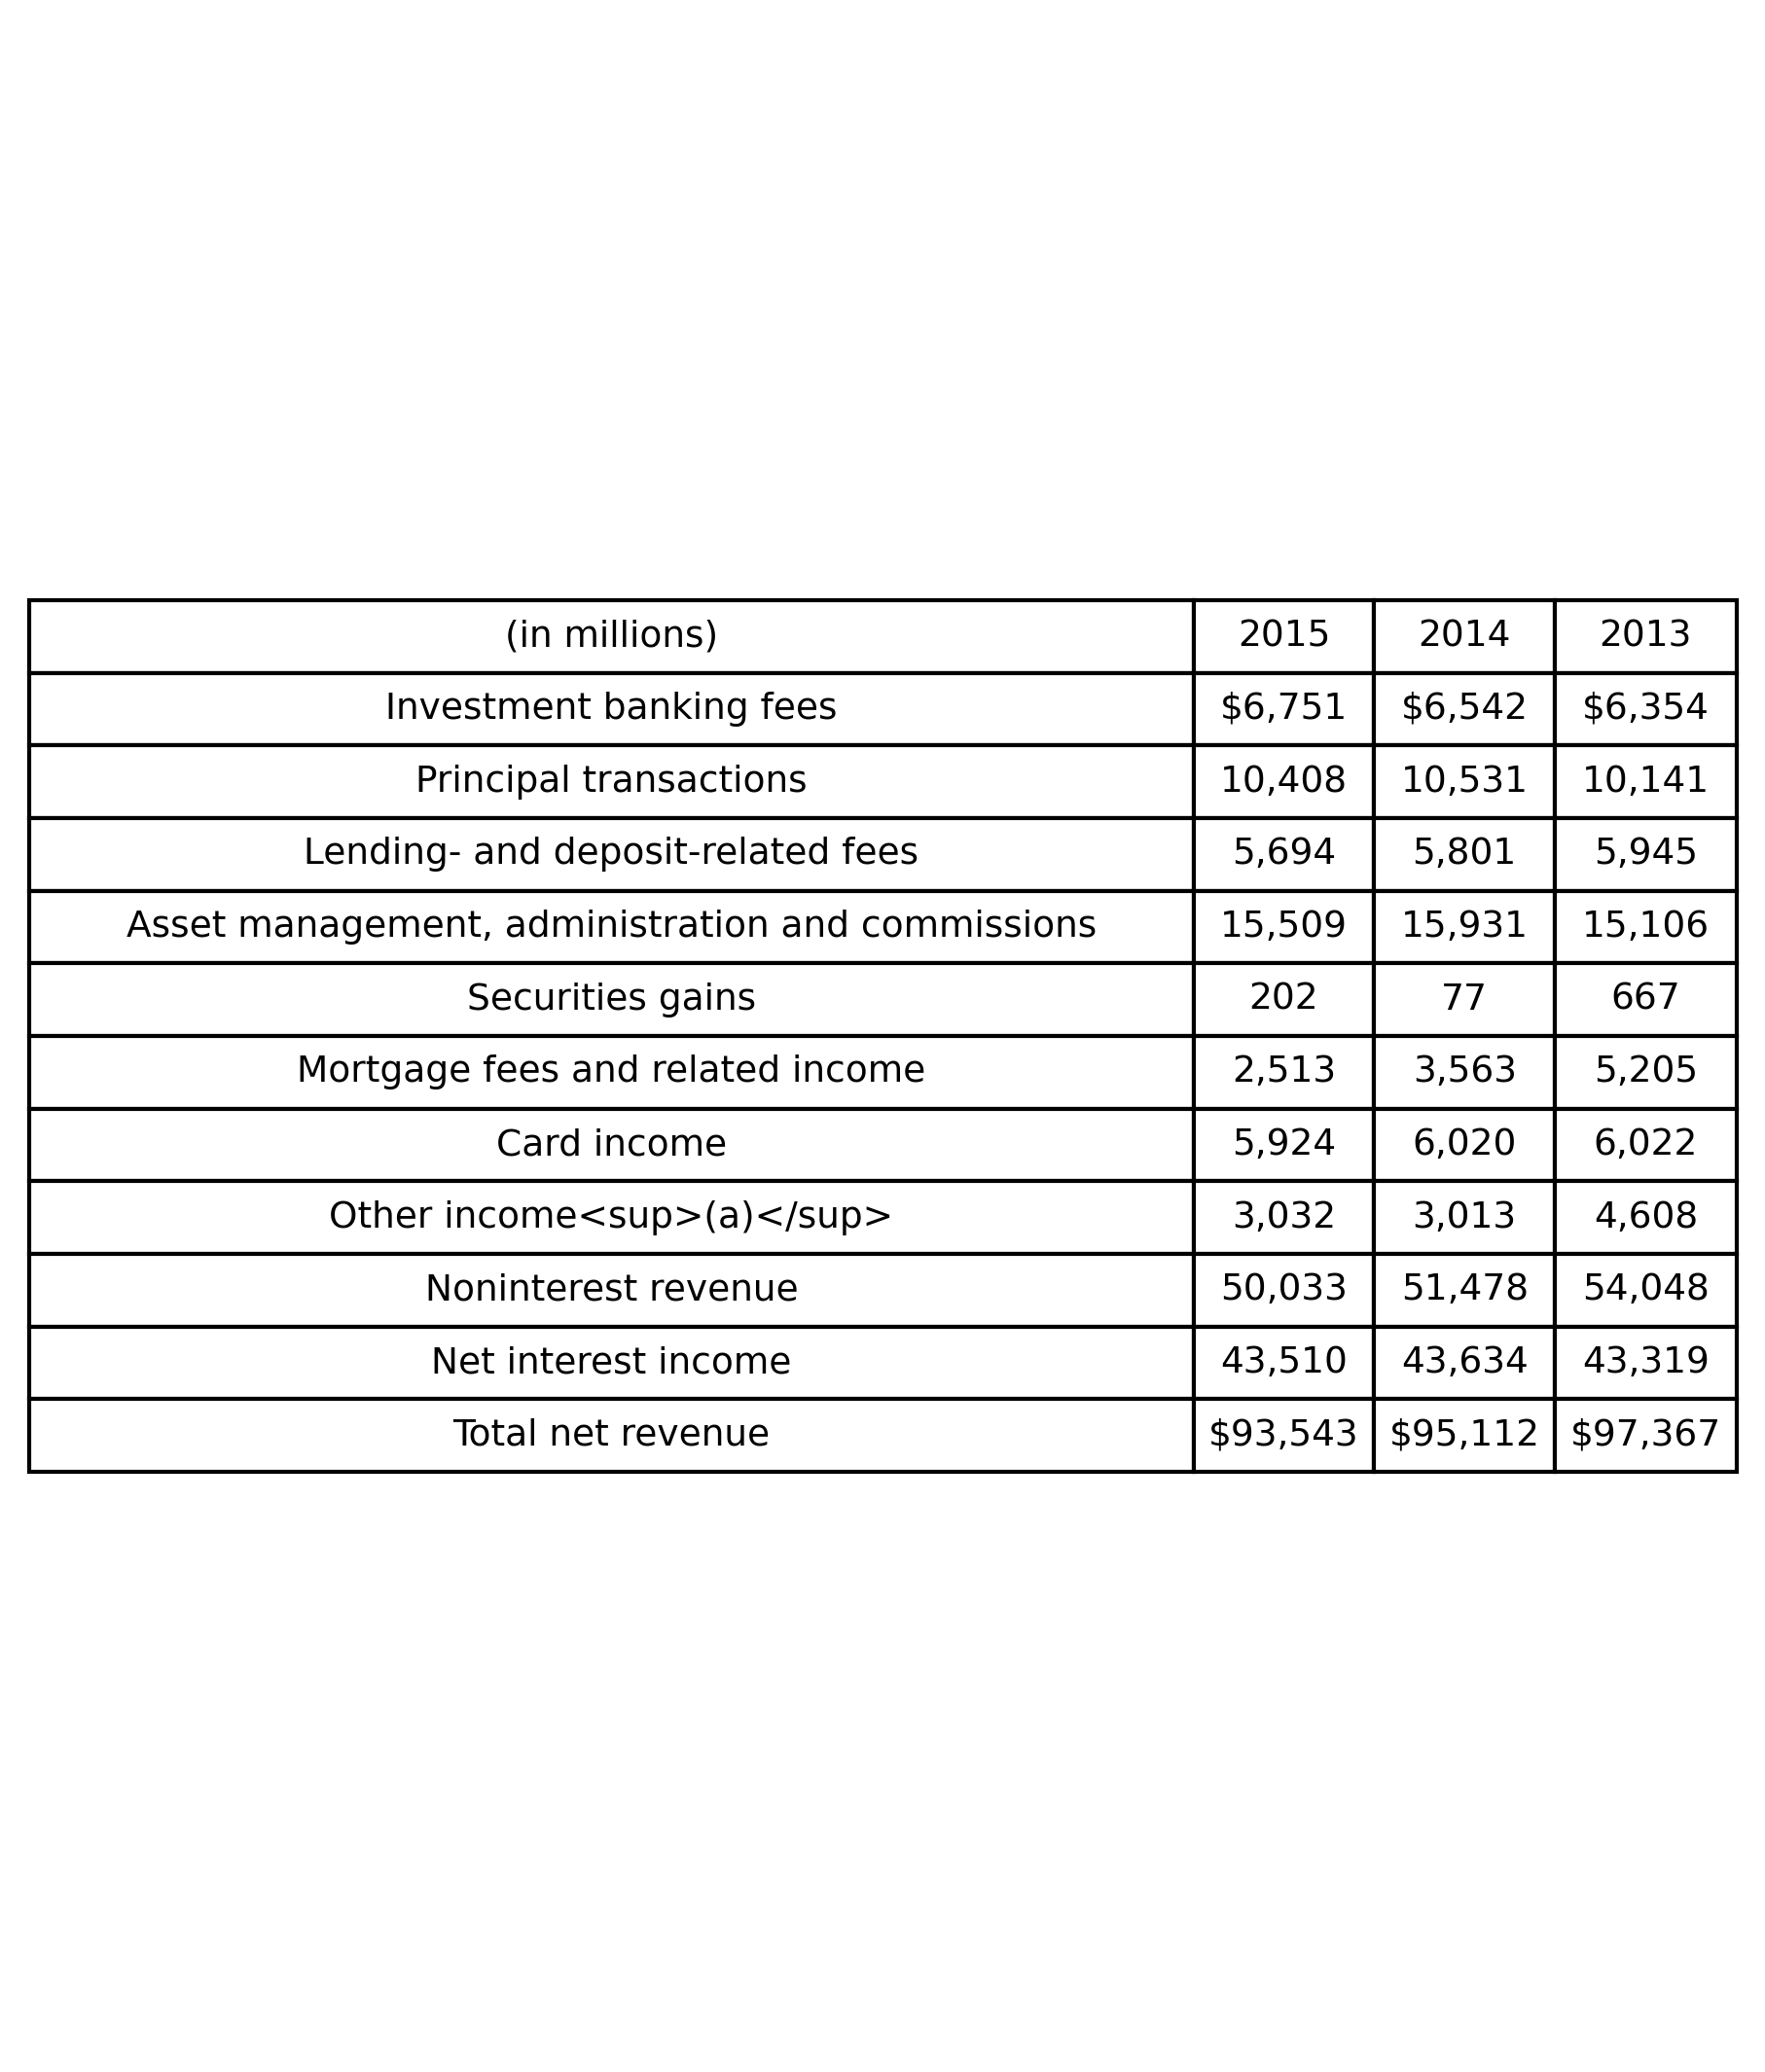 (in millions) 2015 2014 2013
Investment banking fees $6,751 $6,542 $6,354
Principal transactions 10,408 10,531 10,141
Lending- and deposit-related fees 5,694 5,801 5,945
Asset management, administration and commissions 15,509 15,931 15,106
Securities gains 202 77 667
Mortgage fees and related income 2,513 3,563 5,205
Card income 5,924 6,020 6,022
Other income<sup>(a)</sup> 3,032 3,013 4,608
Noninterest revenue 50,033 51,478 54,048
Net interest income 43,510 43,634 43,319
Total net revenue $93,543 $95,112 $97,367